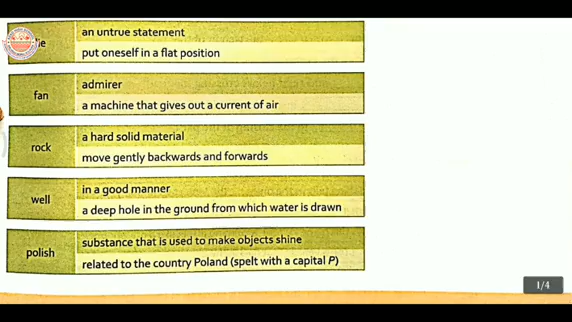 lie
an untrue statement
put oneself in a flat position
fan
admirer
a machine that gives out a current of air
rock
a hard solid material
move gently backwards and forwards
well
in a good manner
a deep hole in the ground from which water is drawn
polish
substance that is used to make objects shine
related to the country Poland (spelt with a capital P)
1/4